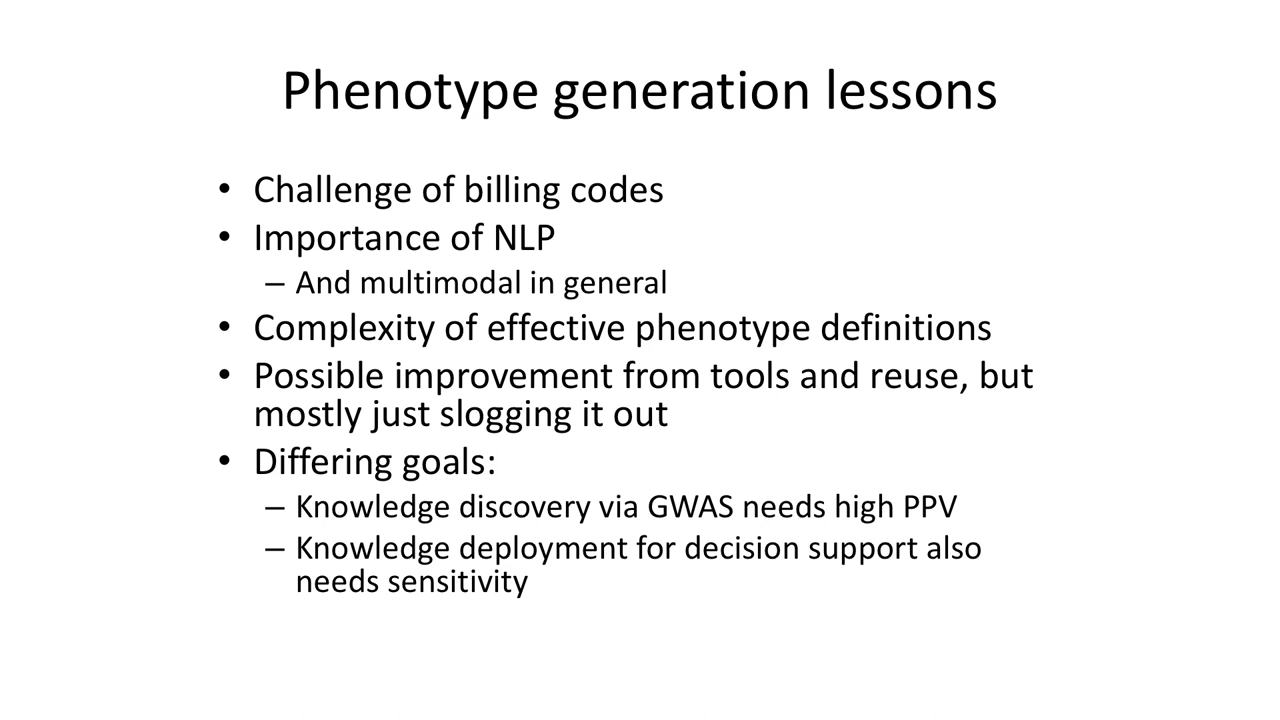 Phenotype generation lessons
• Challenge of billing codes
• Importance of NLP
– And multimodal in general
• Complexity of effective phenotype definitions
• Possible improvement from tools and reuse, but
mostly just slogging it out
• Differing goals:
– Knowledge discovery via GWAS needs high PPV
– Knowledge deployment for decision support also
needs sensitivity